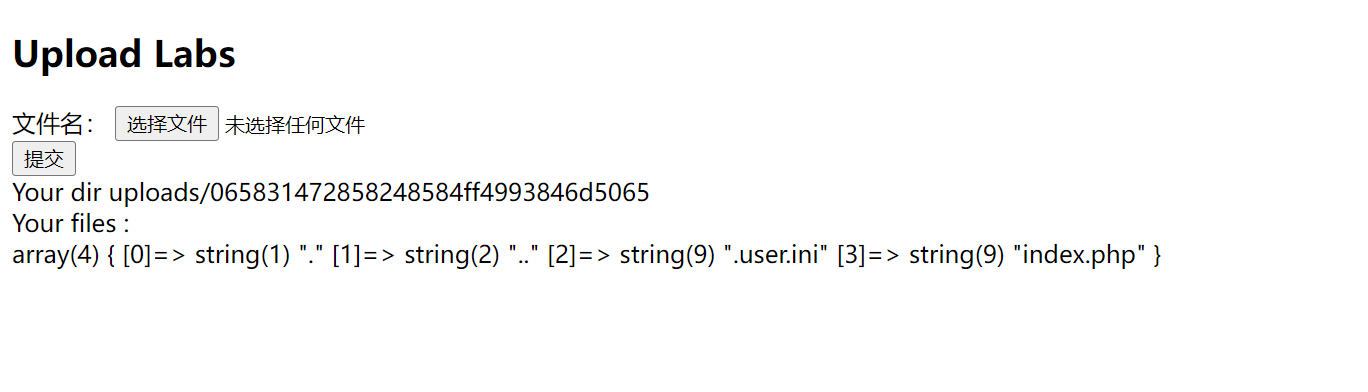 Upload Labs
文件名： 选择文件 未选择任何文件
提交
Your dir uploads/065831472858248584ff4993846d5065
Your files :
array(4) { [0]=> string(1) "." [1]=> string(2) ".." [2]=> string(9) ".user.ini" [3]=> string(9) "index.php" }